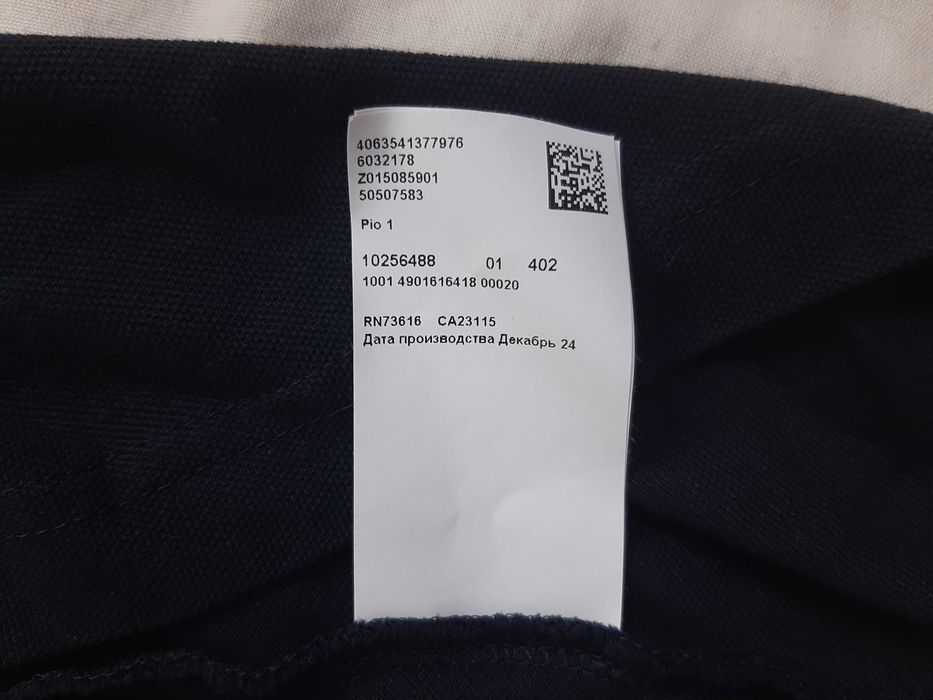 4063541377976
6032178
Z015085901
50507583
Pio 1
10256488 01 402
1001 4901616418 00020
RN73616 CA23115
Дата производства Декабрь 24